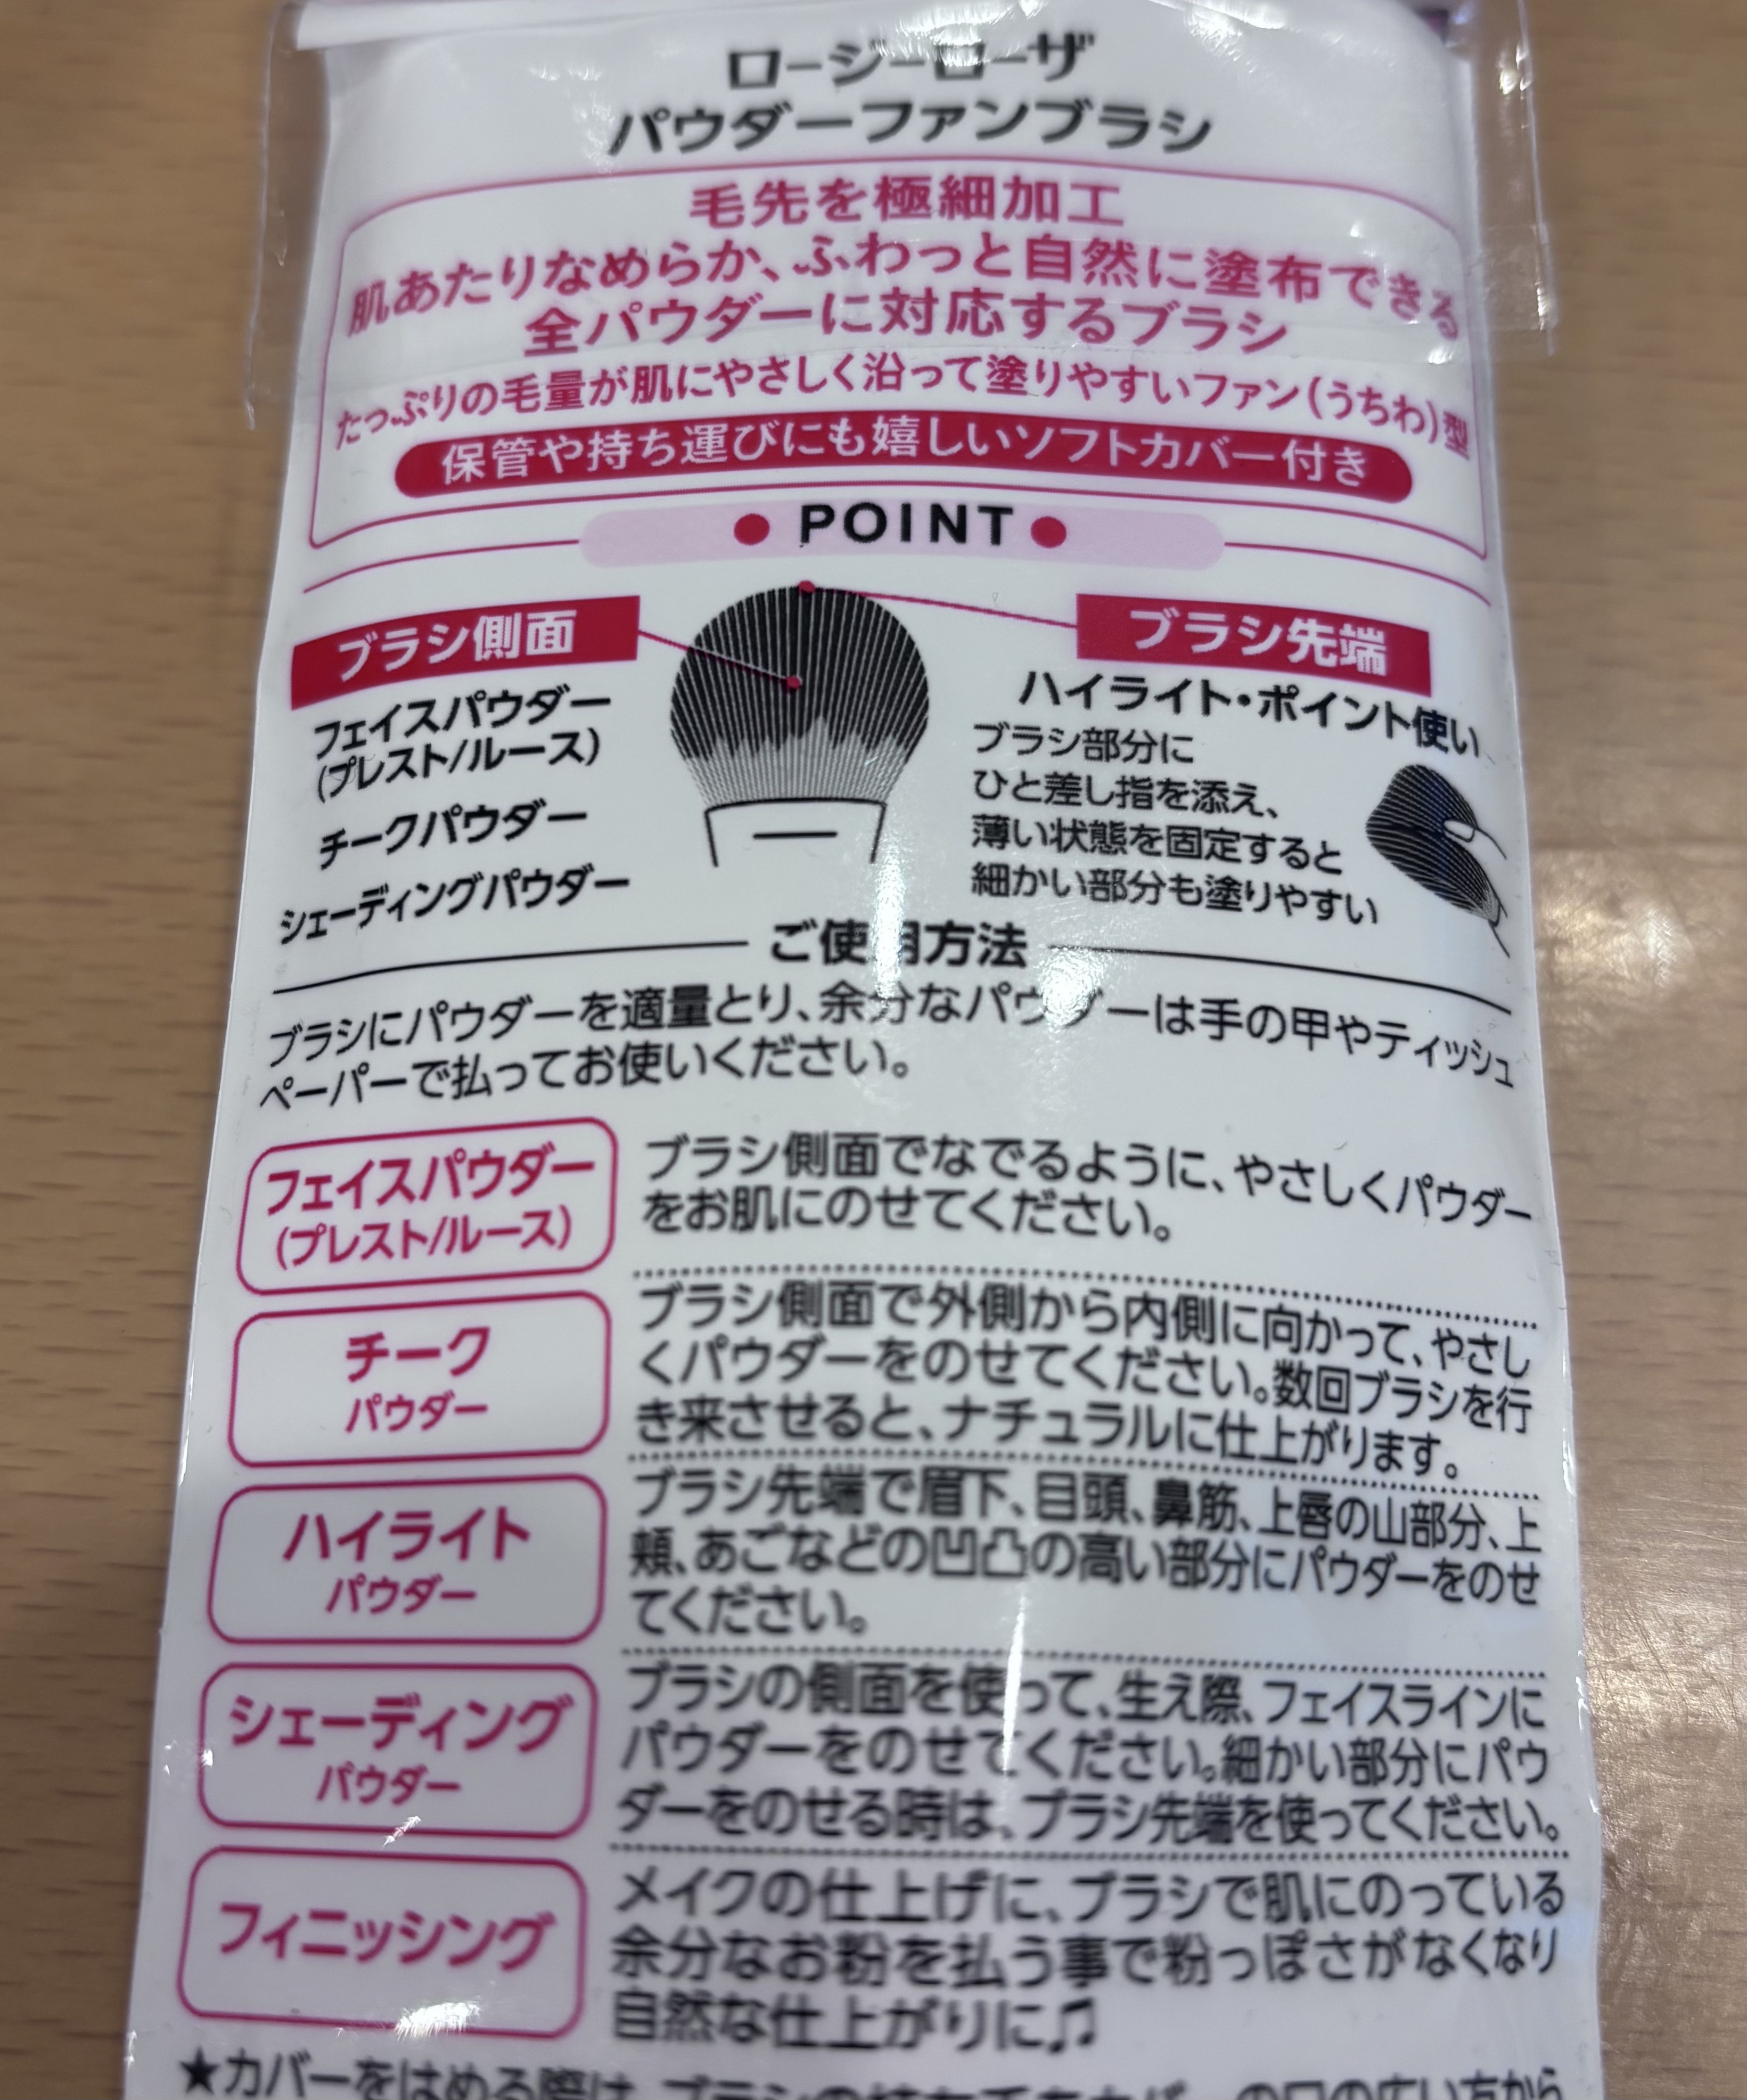 ロージーローザ
パウダーファンブラシ
毛先を極細加工
肌あたりなめらか、ふわっと自然に塗布できる
全パウダーに対応するブラシ
たっぷりの毛量が肌にやさしく沿って塗りやすいファン(うちわ)型
保管や持ち運びにも嬉しいソフトカバー付き
POINT
ブラシ側面
フェイスパウダー
(プレスト/ルース)
チークパウダー
シェーディングパウダー
ブラシ先端
ハイライト・ポイント使い
ブラシ部分に
ひと差し指を添え、
薄い状態を固定すると
細かい部分も塗りやすい
ご使用方法
ブラシにパウダーを適量とり、余分なパウダーは手の甲やティッシュ
ペーパーで払ってお使いください。
フェイスパウダー
(プレスト/ルース)
ブラシ側面でなでるように、やさしくパウダー
をお肌にのせてください。
チーク
パウダー
ブラシ側面で外側から内側に向かって、やさし
くパウダーをのせてください。数回ブラシを行
き来させると、ナチュラルに仕上がります。
ハイライト
パウダー
ブラシ先端で眉下、目頭、鼻筋、上唇の山部分、上
頬、あごなどの凹凸の高い部分にパウダーをのせ
てください。
シェーディング
パウダー
ブラシの側面を使って、生え際、フェイスラインに
パウダーをのせてください。細かい部分にパウ
ダーをのせる時は、ブラシ先端を使ってください。
フィニッシング
メイクの仕上げに、ブラシで肌にのっている
余分なお粉を払う事で粉っぽさがなくなり
自然な仕上がりに♫
★カバーをはめる際は、ブラシの持ち手をカバーの口の広い方から